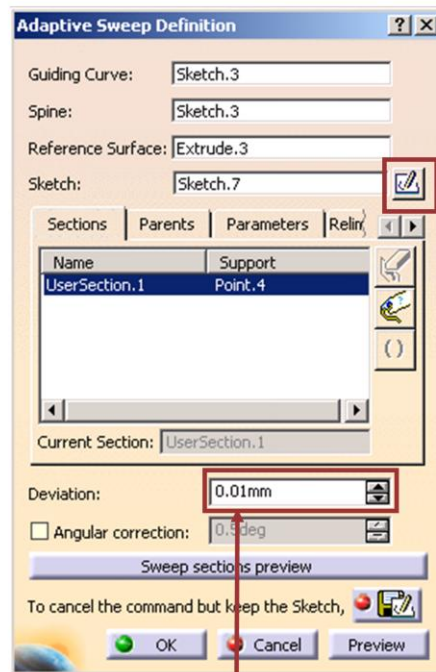 Adaptive Sweep Definition ? X
Guiding Curve: Sketch.3
Spine: Sketch.3
Reference Surface: Extrude.3
Sketch: Sketch.7
Sections Parents Parameters Relin
Name Support
UserSection.1 Point.4
()
Current Section: UserSection.1
Deviation: 0.01mm
Angular correction: 0.5deg
Sweep sections preview
To cancel the command but keep the Sketch,
OK Cancel Preview